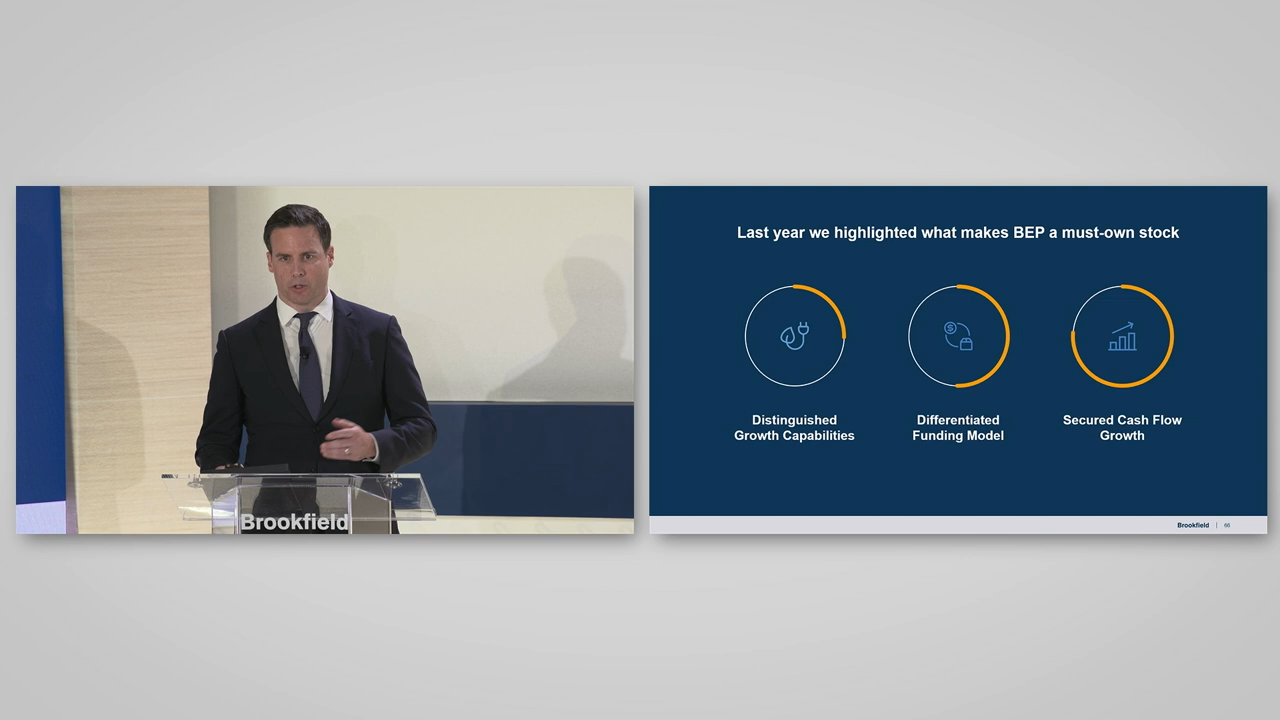 Brookfield
Last year we highlighted what makes BEP a must-own stock
$
Distinguished
Growth Capabilities
Differentiated
Funding Model
Secured Cash Flow
Growth
Brookfield | 66